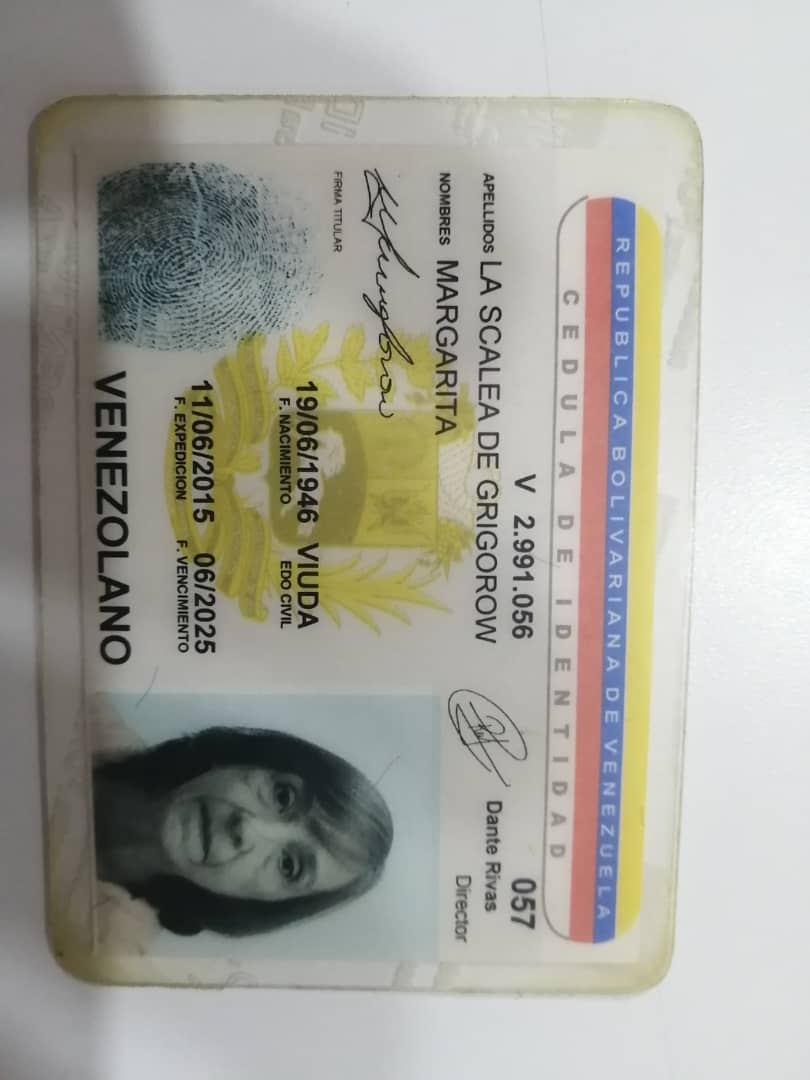 REPUBLICA BOLIVARIANA DE VENEZUELA
CEDULA DE IDENTIDAD
V 2.991.056
057
APELLIDOS LA SCALEA DE GRIGOROW
Dante Rivas
Director
NOMBRES MARGARITA
FIRMA TITULAR
19/06/1946 VIUDA
F. NACIMIENTO EDO CIVIL
11/06/2015 06/2025
F. EXPEDICION F. VENCIMIENTO
VENEZOLANO